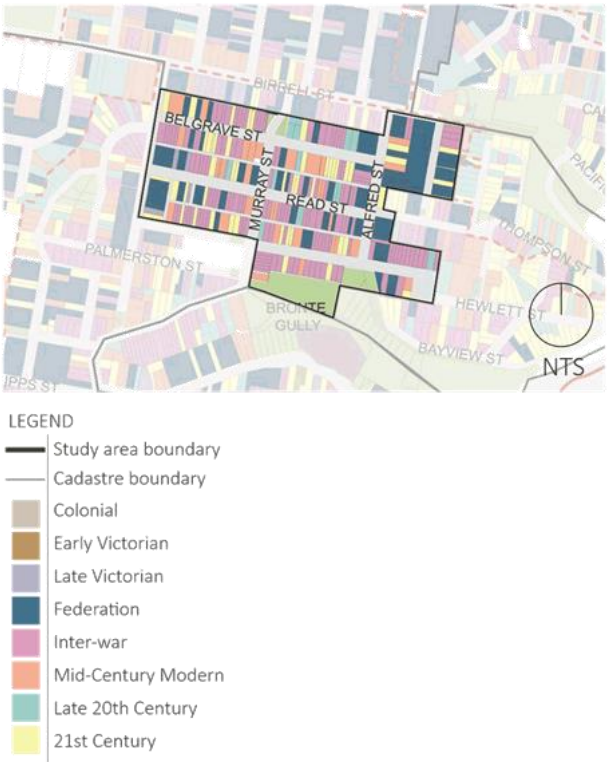 BIRRELL ST
BELGRAVE ST
MURRAY ST
READ ST
ALFRED ST
PALMERSTON ST
THOMPSON ST
HEWLETT ST
BRONTE
GULLY
BAYVIEW ST
NTS
LEGEND
Study area boundary
Cadastre boundary
Colonial
Early Victorian
Late Victorian
Federation
Inter-war
Mid-Century Modern
Late 20th Century
21st Century